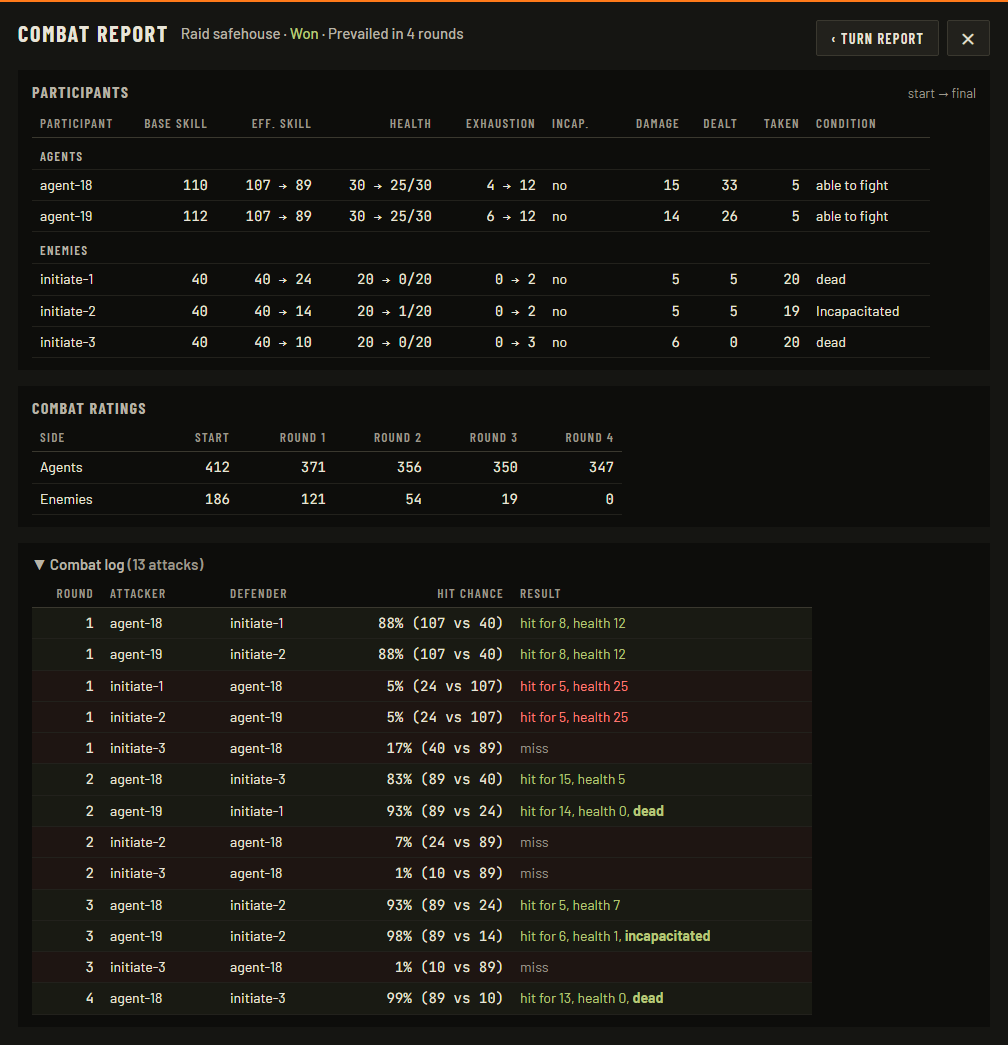 COMBAT REPORT Raid safehouse · Won · Prevailed in 4 rounds ‹ TURN REPORT ✕
PARTICIPANTS start → final
PARTICIPANT BASE SKILL EFF. SKILL HEALTH EXHAUSTION INCAP. DAMAGE DEALT TAKEN CONDITION
AGENTS
agent-18 110 107 → 89 30 → 25/30 4 → 12 no 15 33 5 able to fight
agent-19 112 107 → 89 30 → 25/30 6 → 12 no 14 26 5 able to fight
ENEMIES
initiate-1 40 40 → 24 20 → 0/20 0 → 2 no 5 5 20 dead
initiate-2 40 40 → 14 20 → 1/20 0 → 2 no 5 5 19 Incapacitated
initiate-3 40 40 → 10 20 → 0/20 0 → 3 no 6 0 20 dead
COMBAT RATINGS
SIDE START ROUND 1 ROUND 2 ROUND 3 ROUND 4
Agents 412 371 356 350 347
Enemies 186 121 54 19 0
▼ Combat log (13 attacks)
ROUND ATTACKER DEFENDER HIT CHANCE RESULT
1 agent-18 initiate-1 88% (107 vs 40) hit for 8, health 12
1 agent-19 initiate-2 88% (107 vs 40) hit for 8, health 12
1 initiate-1 agent-18 5% (24 vs 107) hit for 5, health 25
1 initiate-2 agent-19 5% (24 vs 107) hit for 5, health 25
1 initiate-3 agent-18 17% (40 vs 89) miss
2 agent-18 initiate-3 83% (89 vs 40) hit for 15, health 5
2 agent-19 initiate-1 93% (89 vs 24) hit for 14, health 0, dead
2 initiate-2 agent-18 7% (24 vs 89) miss
2 initiate-3 agent-18 1% (10 vs 89) miss
3 agent-18 initiate-2 93% (89 vs 24) hit for 5, health 7
3 agent-19 initiate-2 98% (89 vs 14) hit for 6, health 1, incapacitated
3 initiate-3 agent-18 1% (10 vs 89) miss
4 agent-18 initiate-3 99% (89 vs 10) hit for 13, health 0, dead